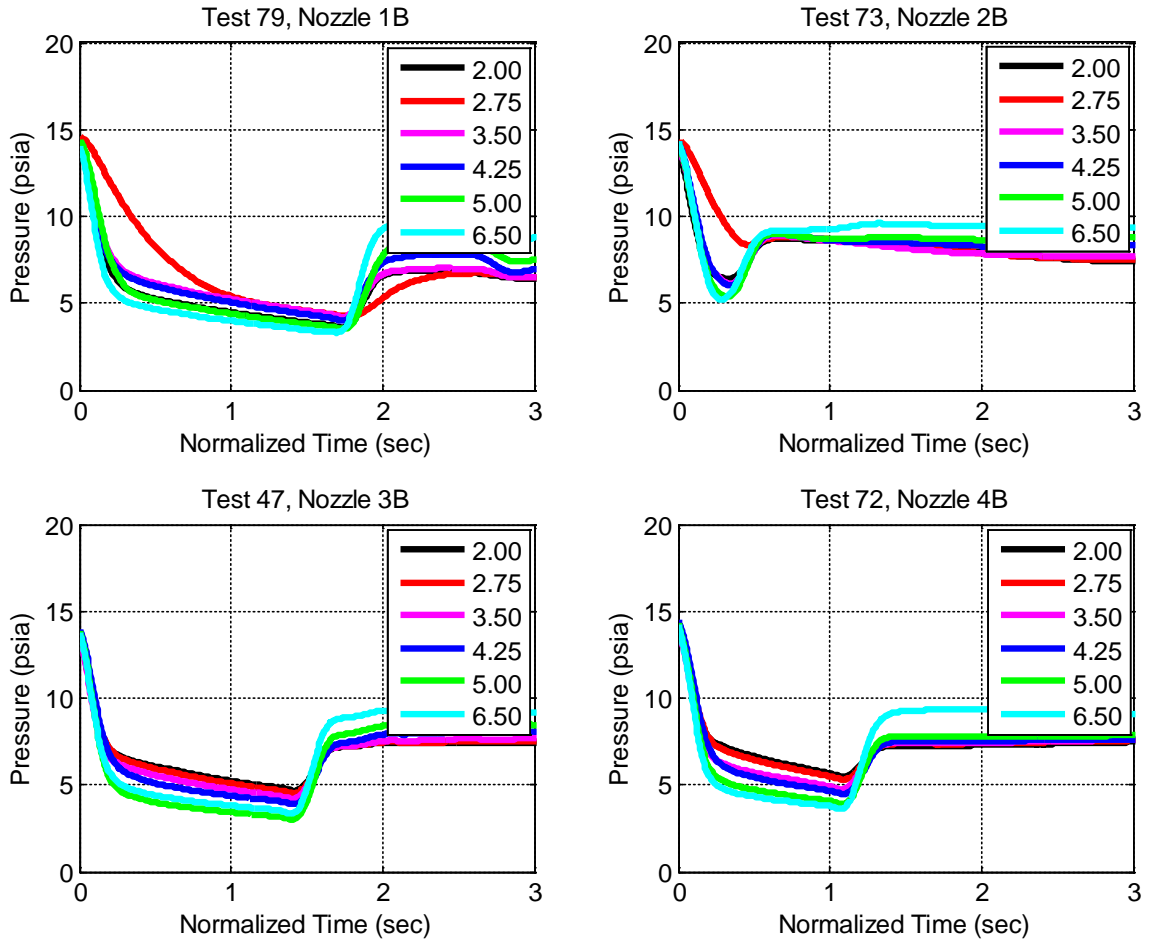 Test 79, Nozzle 1B
Pressure (psia)
20
15
10
5
0
0 1 2 3
Normalized Time (sec)
2.00
2.75
3.50
4.25
5.00
6.50
Test 73, Nozzle 2B
Pressure (psia)
20
15
10
5
0
0 1 2 3
Normalized Time (sec)
2.00
2.75
3.50
4.25
5.00
6.50
Test 47, Nozzle 3B
Pressure (psia)
20
15
10
5
0
0 1 2 3
Normalized Time (sec)
2.00
2.75
3.50
4.25
5.00
6.50
Test 72, Nozzle 4B
Pressure (psia)
20
15
10
5
0
0 1 2 3
Normalized Time (sec)
2.00
2.75
3.50
4.25
5.00
6.50